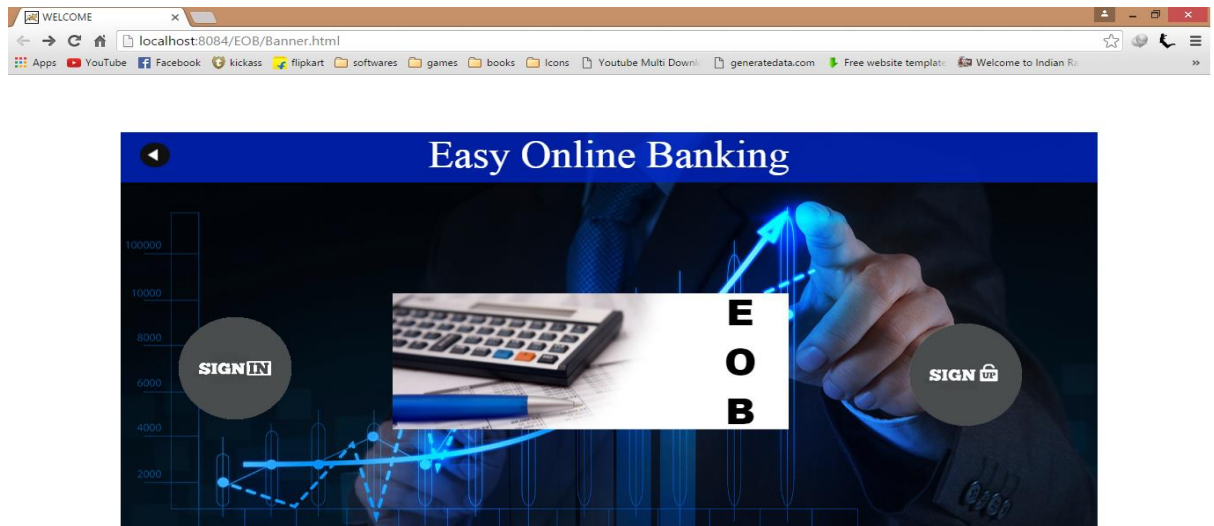 WELCOME
localhost:8084/EOB/Banner.html
Apps YouTube Facebook kickass flipkart softwares games books Icons Youtube Multi Downl generatedata.com Free website template Welcome to Indian Ra
Easy Online Banking
100000
10000
8000
6000
4000
2000
SIGN IN
E
O
B
SIGN UP